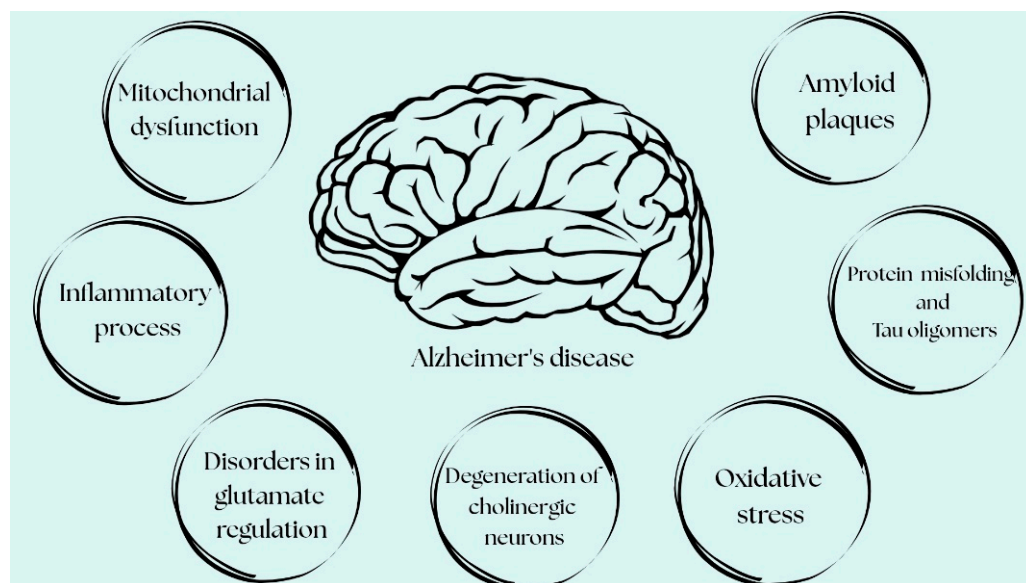 Mitochondrial
dysfunction
Amyloid
plaques
Inflammatory
process
Protein misfolding
and
Tau oligomers
Alzheimer's disease
Disorders in
glutamate
regulation
Degeneration of
cholinergic
neurons
Oxidative
stress